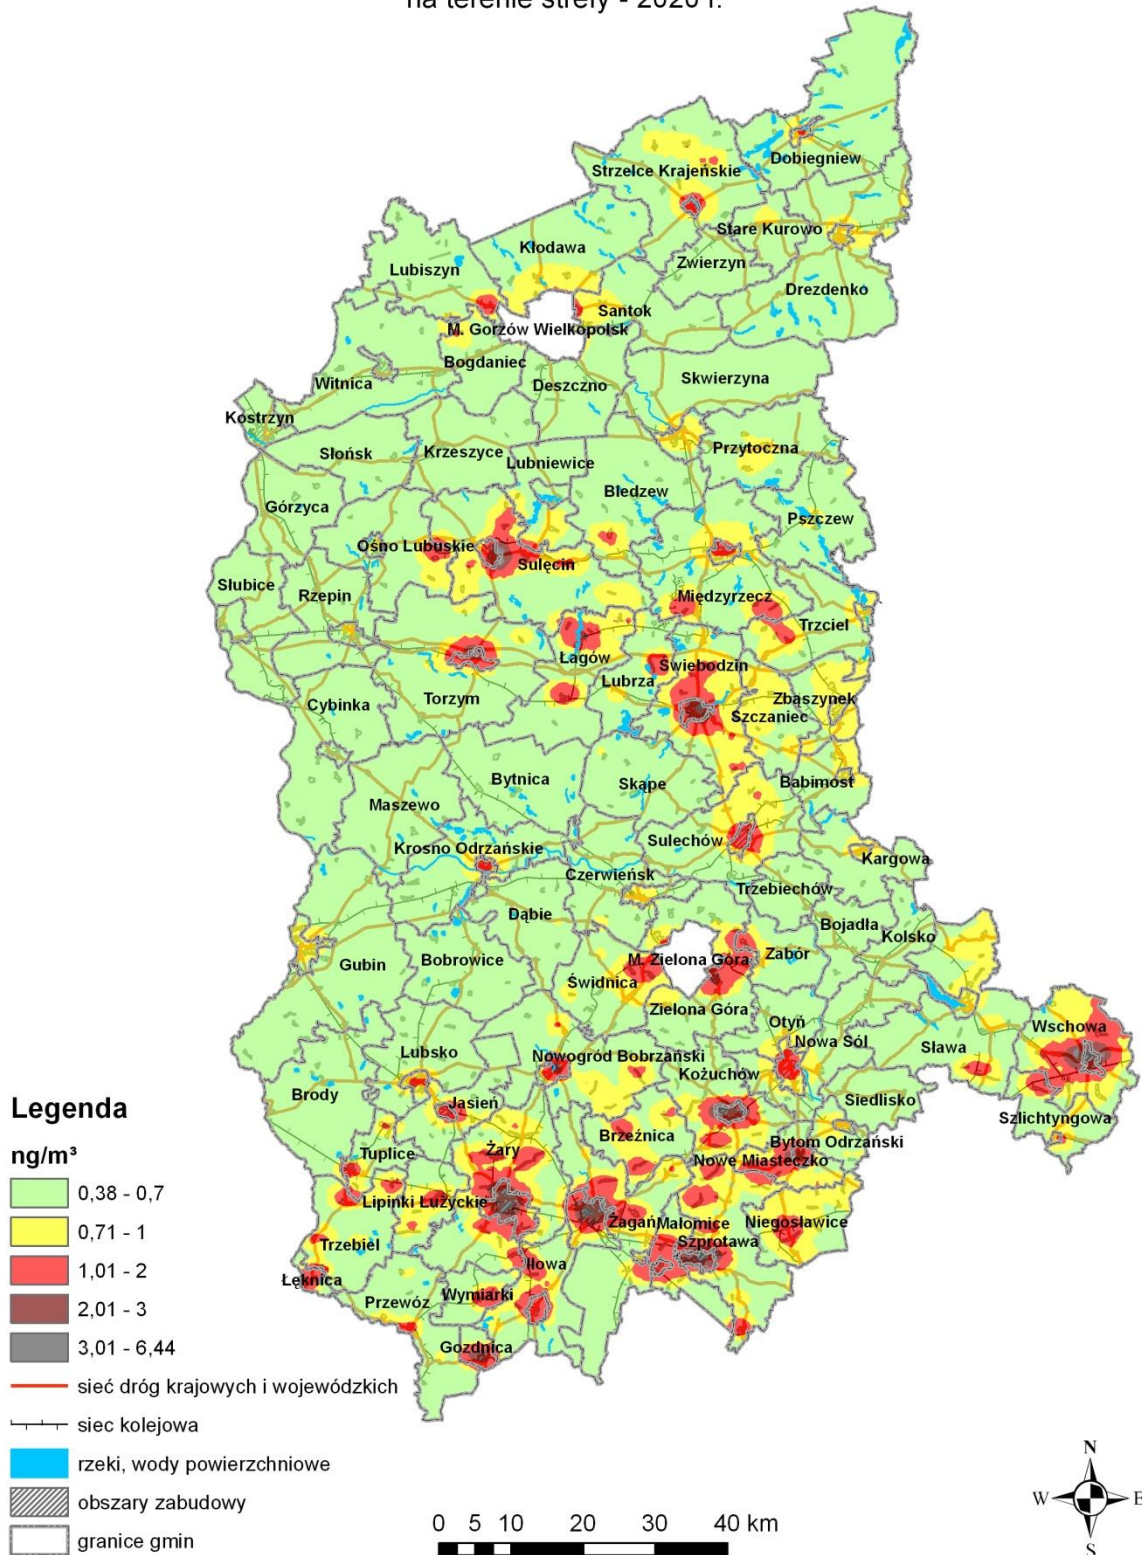 na terenie strefy - 2020 r.
Dobiegniew
Strzelce Krajeńskie
Stare Kurowo
Kłodawa
Zwierzyn
Lubiszyn
Drezdenko
Santok
M. Gorzów Wielkopolsk
Bogdaniec
Witnica
Deszczno
Skwierzyna
Kostrzyn
Przytoczna
Słońsk
Krzeszyce
Lubniewice
Bledzew
Górzyca
Pszczew
Ośno Lubuskie
Sulęcin
Słubice
Rzepin
Międzyrzecz
Trzciel
Łagów
Świebodzin
Lubrza
Zbąszynek
Cybinka
Torzym
Szczaniec
Bytnica
Skąpe
Babimost
Maszewo
Sulechów
Krosno Odrzańskie
Kargowa
Czerwieńsk
Trzebiechów
Dąbie
Bojadła
Kolsko
Gubin
Bobrowice
M. Zielona Góra
Zabór
Świdnica
Zielona Góra
Otyń
Wschowa
Nowa Sól
Sława
Lubsko
Nowogród Bobrzański
Kożuchów
Brody
Jasień
Siedlisko
Szlichtyngowa
Brzeźnica
Bytom Odrzański
Tuplice
Żary
Nowe Miasteczko
Lipinki Łużyckie
Żagań
Małomice
Niegosławice
Szprotawa
Trzebiel
Iłowa
Łęknica
Przewóz
Wymiarki
Gozdnica
Legenda
ng/m³
0,38 - 0,7
0,71 - 1
1,01 - 2
2,01 - 3
3,01 - 6,44
sieć dróg krajowych i wojewódzkich
siec kolejowa
rzeki, wody powierzchniowe
obszary zabudowy
granice gmin
0 5 10 20 30 40 km
N
W E
S